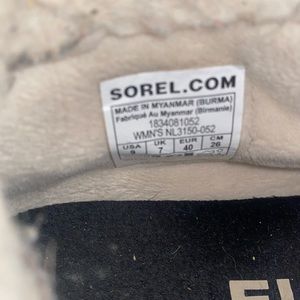 SOREL.COM
MADE IN MYANMAR (BURMA)
Fabriqué Au Myanmar (Birmanie)
1834081052
WMN'S NL3150-052
USA UK EUR CM
9 7 40 26